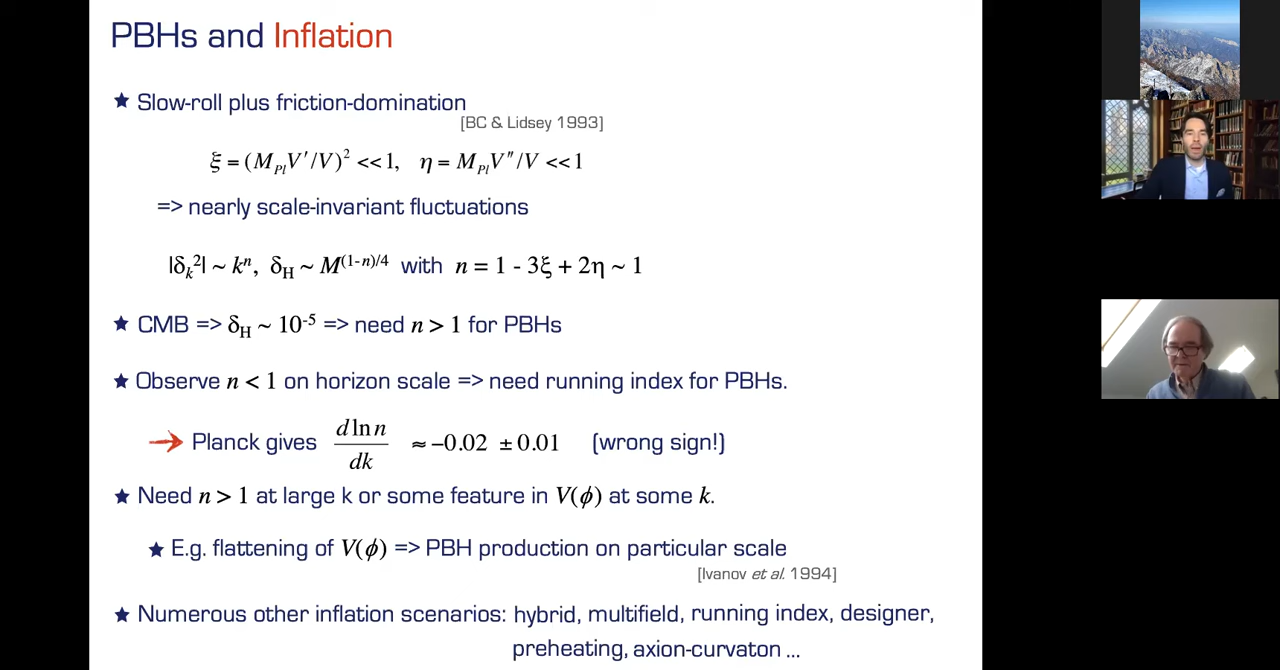 PBHs and Inflation
★ Slow-roll plus friction-domination
[BC & Lidsey 1993]
ξ = (M_Pl V′/V)² << 1, η = M_Pl V″/V << 1
=> nearly scale-invariant fluctuations
|δ_k²| ~ kⁿ, δ_H ~ M^(1-n)/4 with n = 1 - 3ξ + 2η ~ 1
★ CMB => δ_H ~ 10⁻⁵ => need n > 1 for PBHs
★ Observe n < 1 on horizon scale => need running index for PBHs.
→ Planck gives d ln n / dk ≈ −0.02 ± 0.01 (wrong sign!)
★ Need n > 1 at large k or some feature in V(ϕ) at some k.
★ E.g. flattening of V(ϕ) => PBH production on particular scale
[Ivanov et al. 1994]
★ Numerous other inflation scenarios: hybrid, multifield, running index, designer,
preheating, axion-curvaton ...